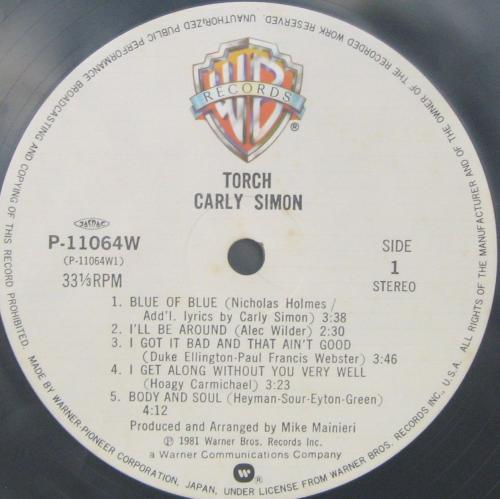 UNAUTHORIZED PUBLIC PERFORMANCE BROADCASTING AND COPYING OF THIS RECORD PROHIBITED.
ALL RIGHTS OF THE MANUFACTURER AND OF THE OWNER OF THE RECORDED WORK RESERVED.
WB
RECORDS
®
TORCH
CARLY SIMON
JASRAC
P-11064W
(P-11064W1)
33⅓RPM
SIDE
1
STEREO
1. BLUE OF BLUE (Nicholas Holmes/
Add'l. lyrics by Carly Simon) 3:38
2. I'LL BE AROUND (Alec Wilder) 2:30
3. I GOT IT BAD AND THAT AIN'T GOOD
(Duke Ellington-Paul Francis Webster) 3:46
4. I GET ALONG WITHOUT YOU VERY WELL
(Hoagy Carmichael) 3:23
5. BODY AND SOUL (Heyman-Sour-Eyton-Green)
4:12
Produced and Arranged by Mike Mainieri
℗ 1981 Warner Bros. Records Inc.
a Warner Communications Company
W ®
MADE BY WARNER-PIONEER CORPORATION, JAPAN, UNDER LICENSE FROM WARNER BROS. RECORDS INC., U.S.A.